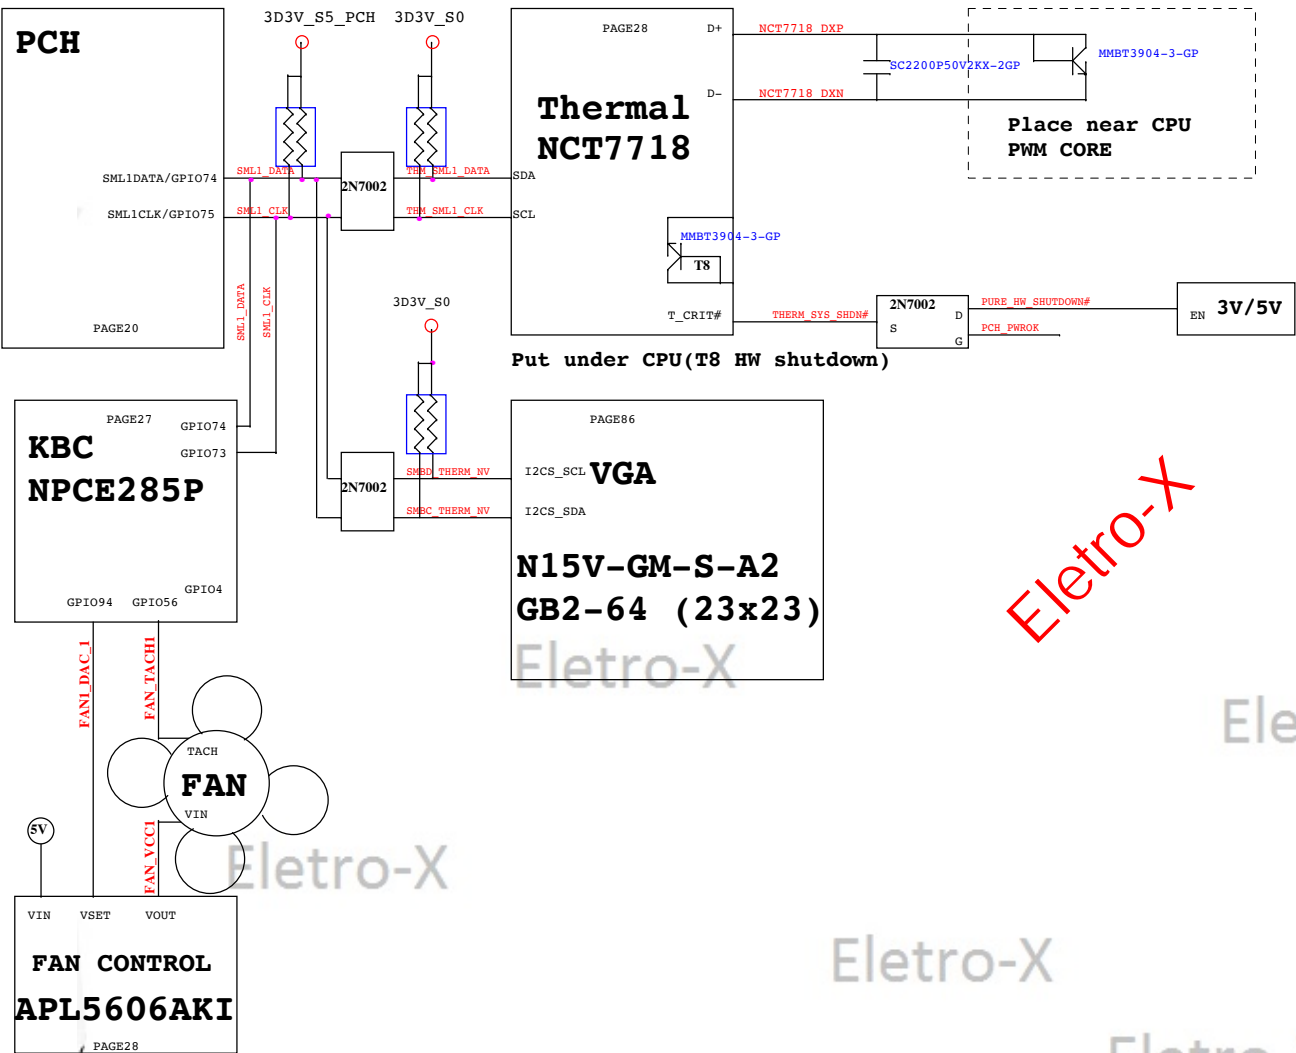 3D3V_S5_PCH 3D3V_S0
PCH
PAGE28
D+
NCT7718_DXP
MMBT3904-3-GP
SC2200P50V2KX-2GP
D-
NCT7718_DXN
Thermal
NCT7718
Place near CPU
PWM CORE
SML1DATA/GPIO74
SML1_DATA
2N7002
THM_SML1_DATA
SDA
SML1CLK/GPIO75
SML1_CLK
THM_SML1_CLK
SCL
MMBT3904-3-GP
T8
SML1_DATA
SML1_CLK
3D3V_S0
PAGE20
T_CRIT#
THERM_SYS_SHDN#
2N7002
S
D
G
PURE_HW_SHUTDOWN#
PCH_PWROK
EN
3V/5V
Put under CPU(T8 HW shutdown)
PAGE27
GPIO74
KBC
GPIO73
NPCE285P
PAGE86
2N7002
SMBD_THERM_NV
I2CS_SCL
VGA
SMBC_THERM_NV
I2CS_SDA
N15V-GM-S-A2
GB2-64 (23x23)
GPIO4
GPIO94
GPIO56
FAN1_DAC_1
FAN_TACH1
TACH
FAN
VIN
5V
FAN_VCC1
VIN
VSET
VOUT
FAN CONTROL
APL5606AKI
PAGE28
Eletro-X
Eletro-X
Ele
Eletro-X
Eletro-X
Eletro-